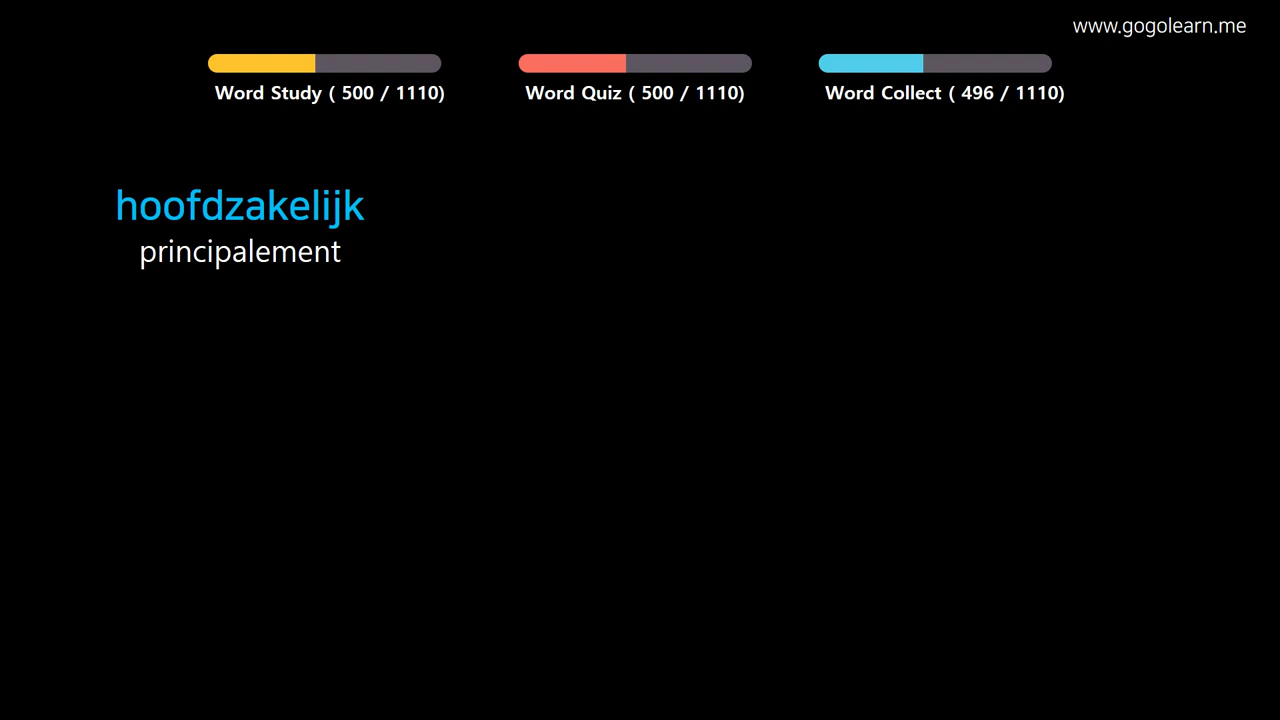 www.gogolearn.me
Word Study ( 500 / 1110)
Word Quiz ( 500 / 1110)
Word Collect ( 496 / 1110)
hoofdzakelijk
principalement